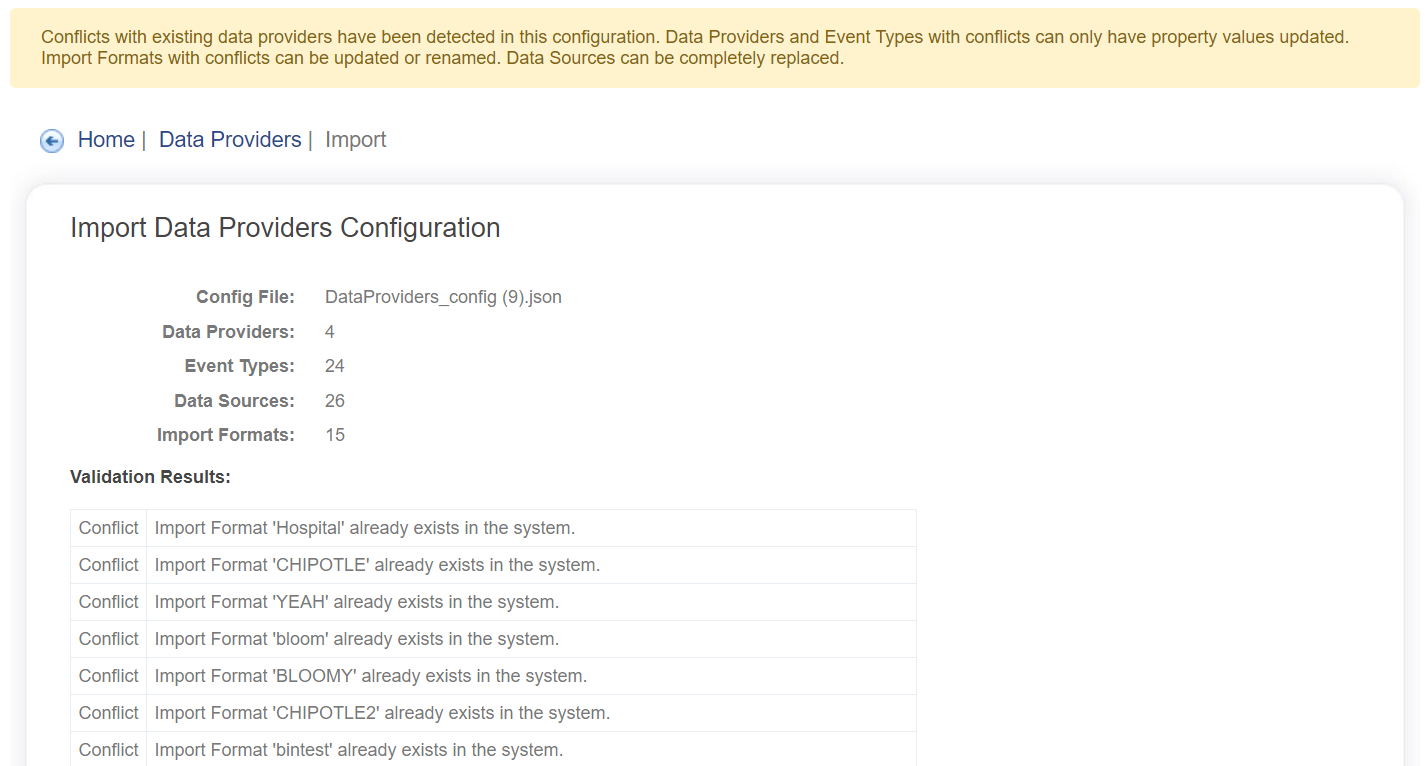 Conflicts with existing data providers have been detected in this configuration. Data Providers and Event Types with conflicts can only have property values updated.
Import Formats with conflicts can be updated or renamed. Data Sources can be completely replaced.
Home | Data Providers | Import
Import Data Providers Configuration
Config File: DataProviders_config (9).json
Data Providers: 4
Event Types: 24
Data Sources: 26
Import Formats: 15
Validation Results:
Conflict Import Format 'Hospital' already exists in the system.
Conflict Import Format 'CHIPOTLE' already exists in the system.
Conflict Import Format 'YEAH' already exists in the system.
Conflict Import Format 'bloom' already exists in the system.
Conflict Import Format 'BLOOMY' already exists in the system.
Conflict Import Format 'CHIPOTLE2' already exists in the system.
Conflict Import Format 'bintest' already exists in the system.